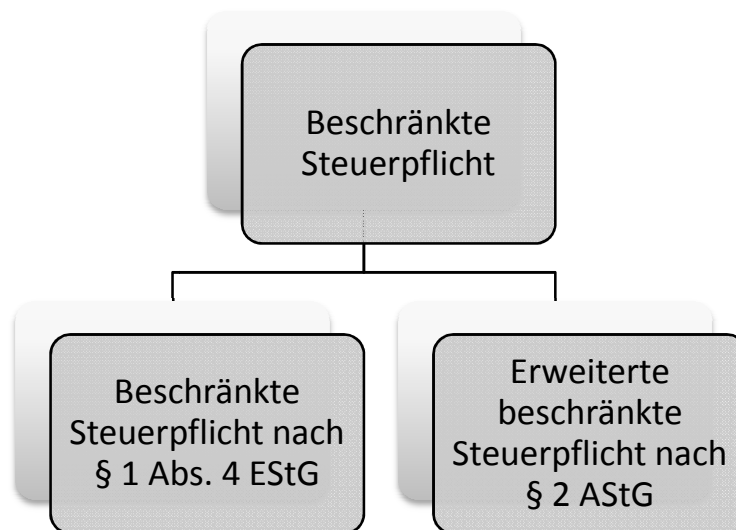 Beschränkte
Steuerpflicht
Beschränkte
Steuerpflicht nach
§ 1 Abs. 4 EStG
Erweiterte
beschränkte
Steuerpflicht nach
§ 2 AStG